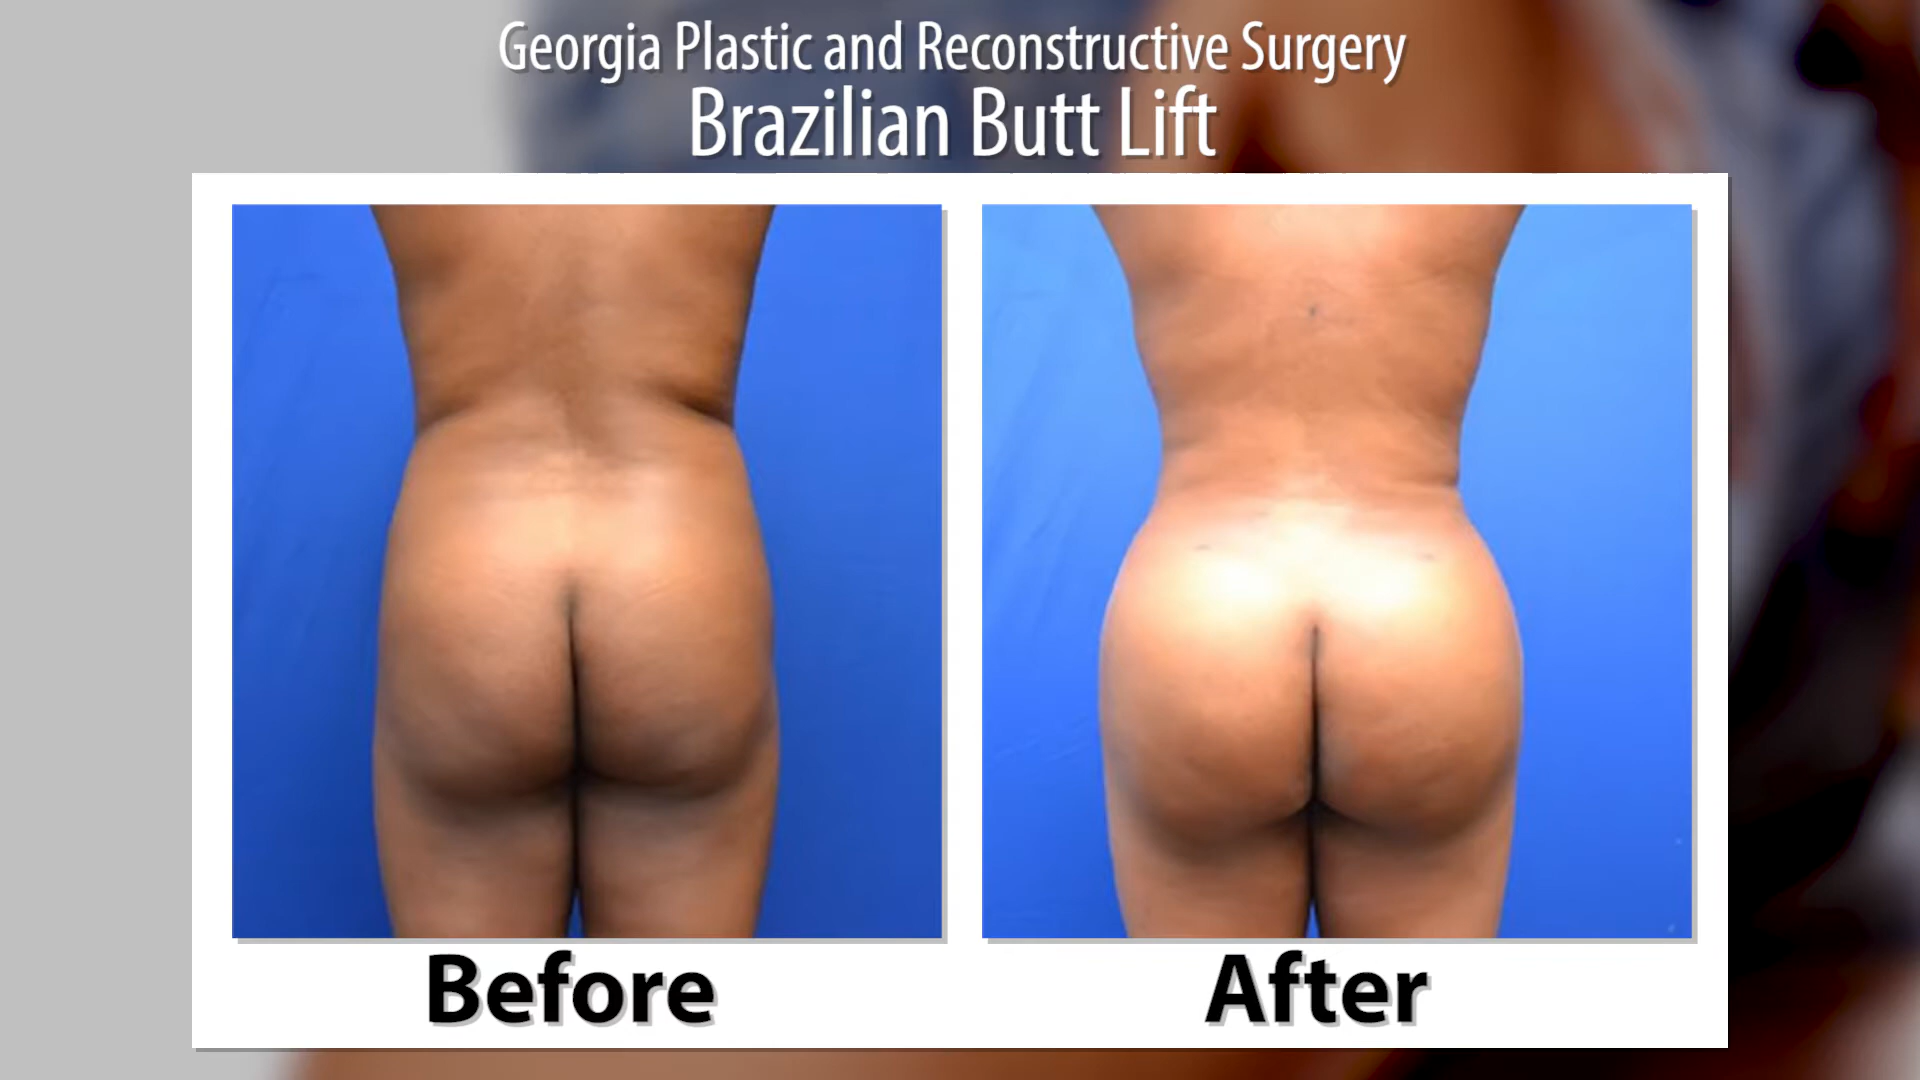 Georgia Plastic and Reconstructive Surgery
Brazilian Butt Lift
Before
After